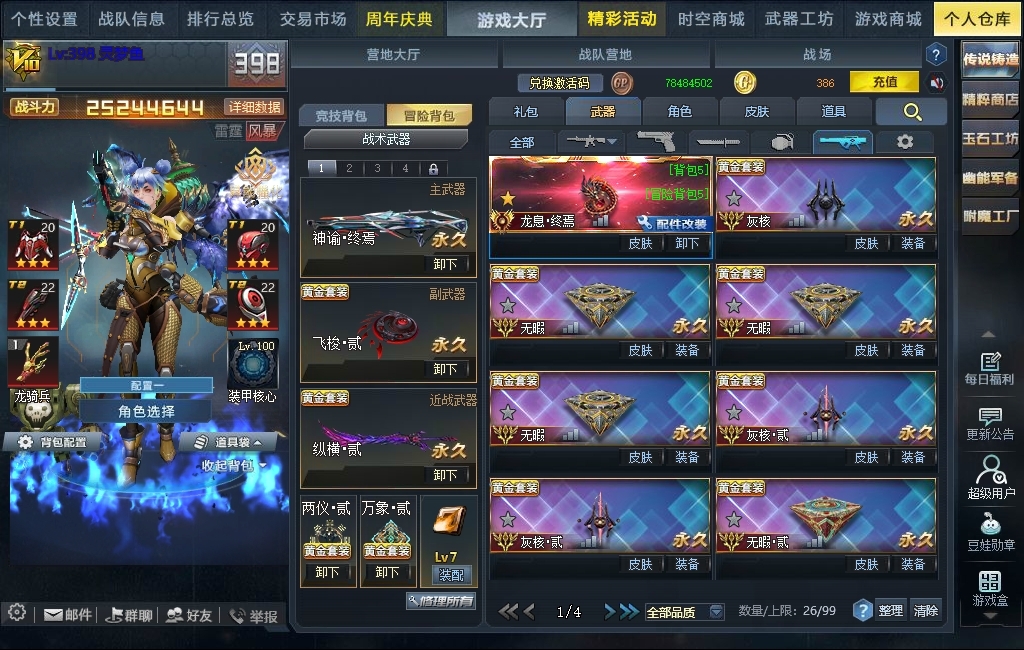 个性设置 战队信息 排行总览 交易市场 周年庆典 游戏大厅 精彩活动 时空商城 武器工坊 游戏商城 个人仓库
V10 Lv:398 荧梦鱼 398
战斗力 25244644 详细数据
雷霆 风暴
T1 20
T1 20
T2 22
T2 22
1
Lv.100
龙骑兵
装甲核心
配置一
角色选择
背包配置
道具袋
收起背包
邮件 群聊 好友 举报
营地大厅 战队营地 战场 ?
兑换激活码 GP 78484502 G 386 充值
竞技背包 冒险背包
战术武器
1 2 3 4
主武器
神谕·终焉
永久
卸下
黄金套装 副武器
飞梭·贰
永久
卸下
黄金套装 近战武器
纵横·贰
永久
卸下
两仪·贰 万象·贰
黄金套装 黄金套装
Lv7
卸下 卸下 装配
修理所有
礼包 武器 角色 皮肤 道具
全部
[背包5]
[冒险背包5]
龙息·终焉
配件改装
皮肤 卸下
黄金套装
灰核
永久
皮肤 装备
黄金套装
无暇
永久
皮肤 装备
黄金套装
无暇
永久
皮肤 装备
黄金套装
无暇
永久
皮肤 装备
黄金套装
灰核·贰
永久
皮肤 装备
黄金套装
灰核·贰
永久
皮肤 装备
黄金套装
无暇·贰
永久
皮肤 装备
1/4 全部品质 数量/上限: 26/99 ? 整理 清除
传说铸造
精粹商店
玉石工坊
幽能军备
附魔工厂
每日福利
更新公告
超级用户
豆娃勋章
游戏盒